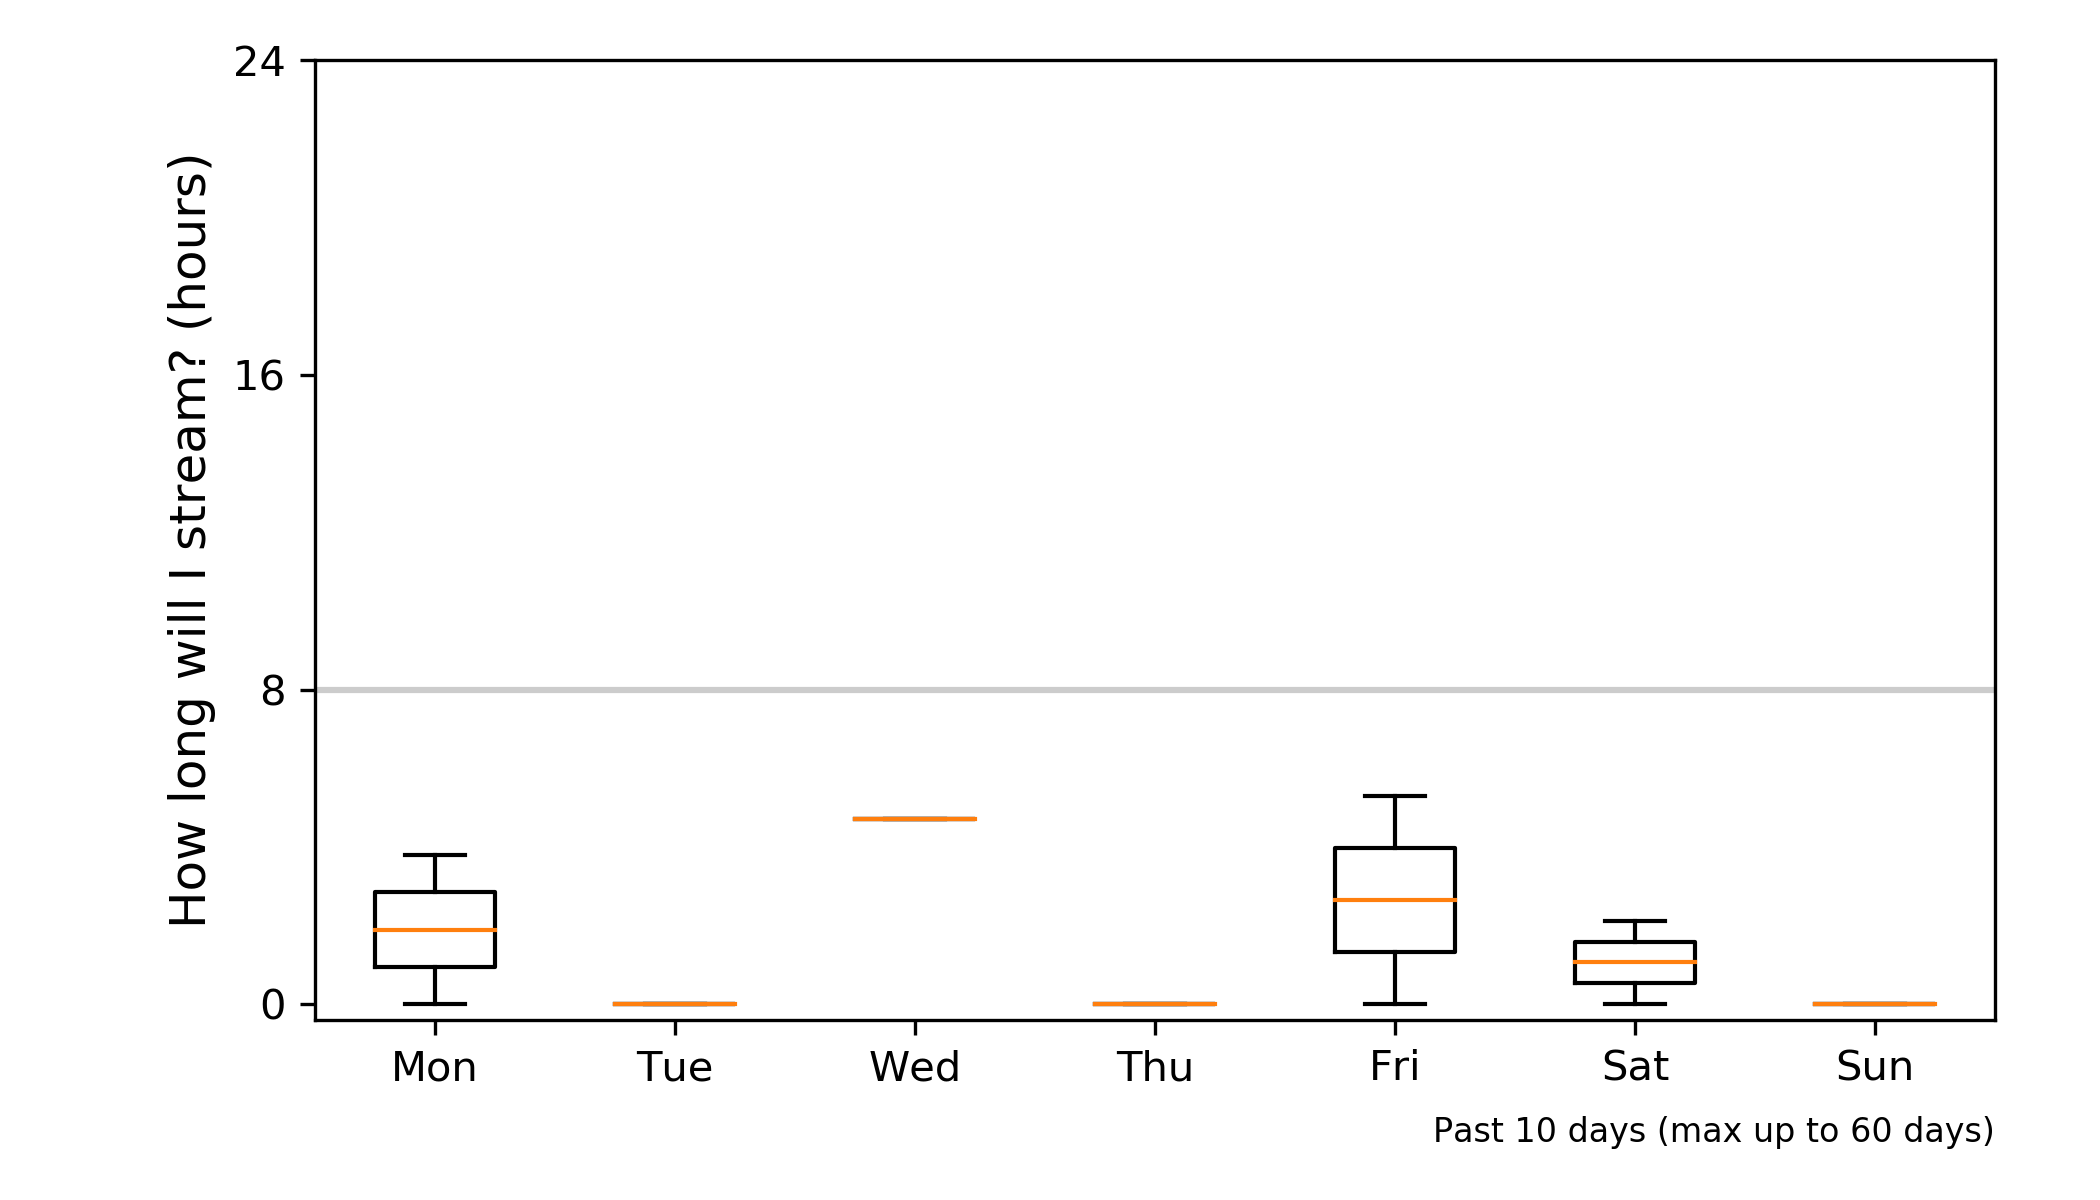 24
16
8
0
How long will I stream? (hours)
Mon Tue Wed Thu Fri Sat Sun
Past 10 days (max up to 60 days)